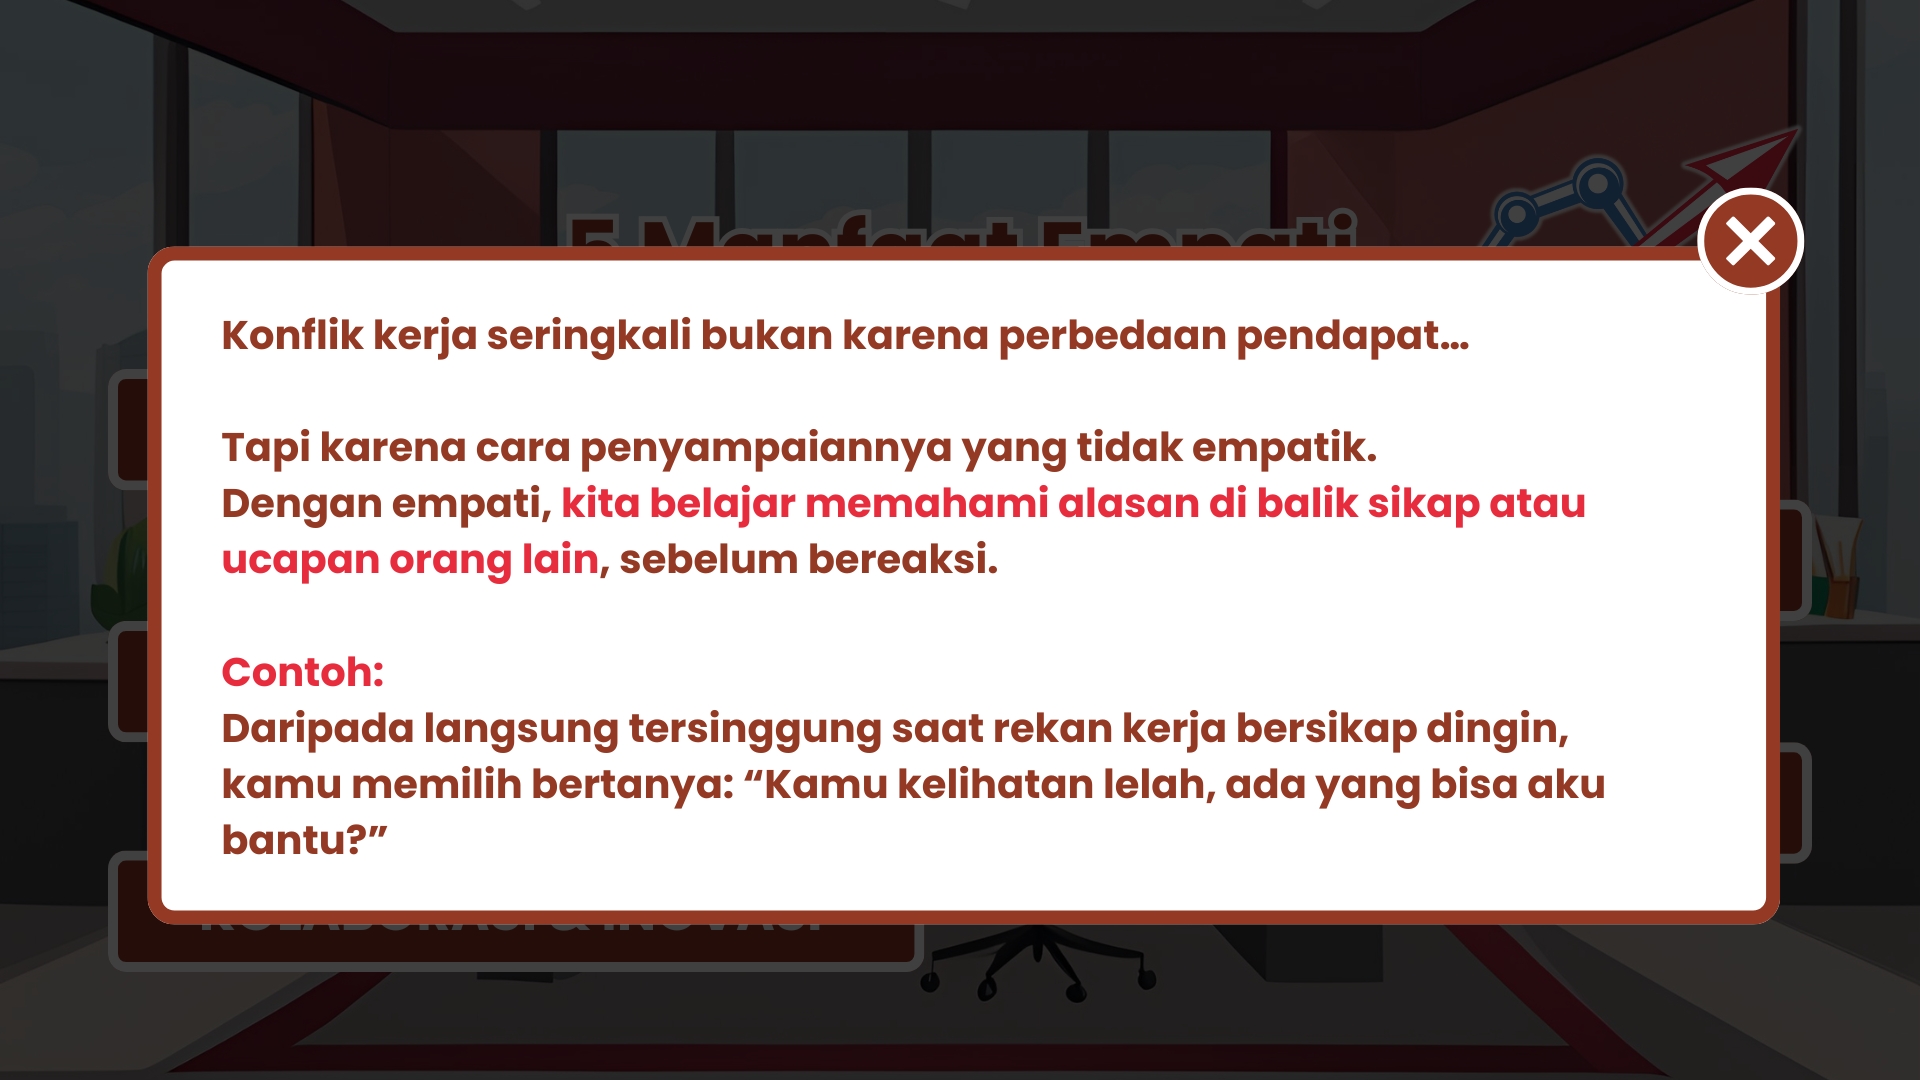 5 Manfaat Empati
Konflik kerja seringkali bukan karena perbedaan pendapat...
Tapi karena cara penyampaiannya yang tidak empatik.
Dengan empati, kita belajar memahami alasan di balik sikap atau
ucapan orang lain, sebelum bereaksi.
Contoh:
Daripada langsung tersinggung saat rekan kerja bersikap dingin,
kamu memilih bertanya: “Kamu kelihatan lelah, ada yang bisa aku
bantu?”
KOLABORASI & INOVASI